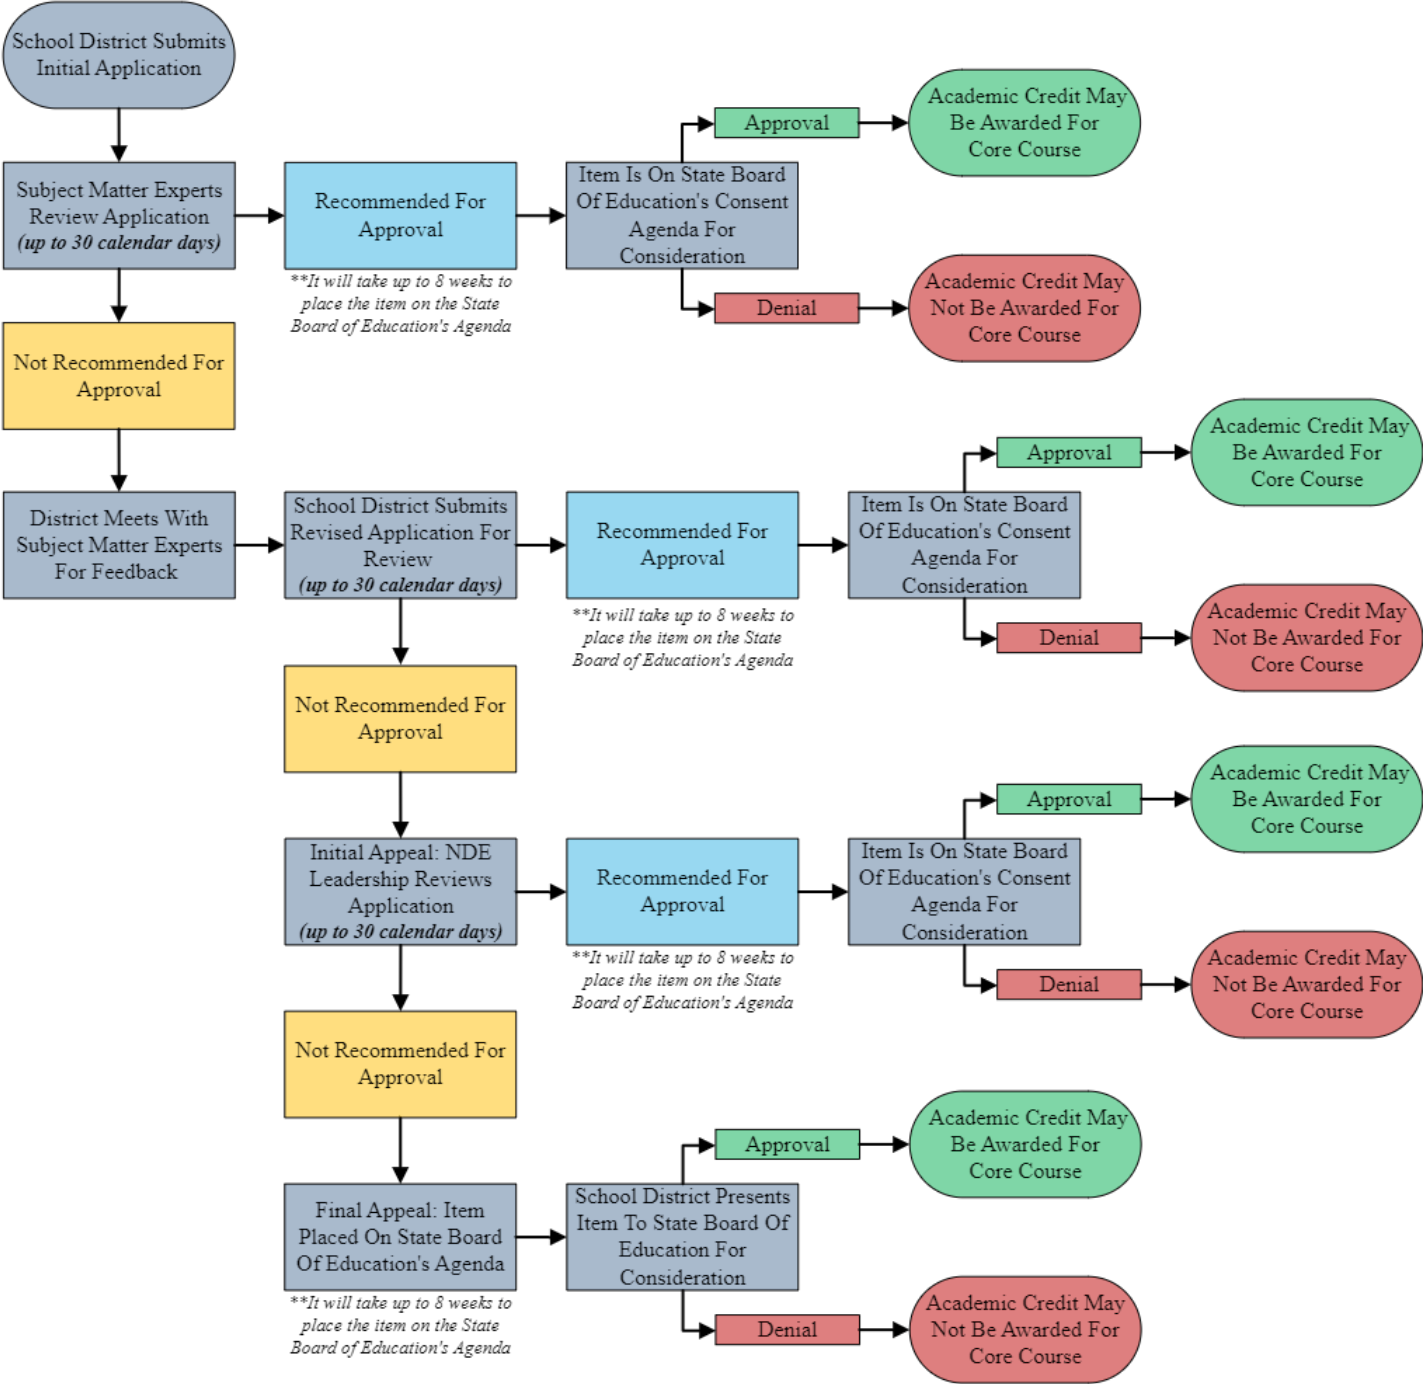 School District Submits
Initial Application
Subject Matter Experts
Review Application
(up to 30 calendar days)
Recommended For
Approval
**It will take up to 8 weeks to
place the item on the State
Board of Education's Agenda
Item Is On State Board
Of Education's Consent
Agenda For
Consideration
Approval
Academic Credit May
Be Awarded For
Core Course
Denial
Academic Credit May
Not Be Awarded For
Core Course
Not Recommended For
Approval
District Meets With
Subject Matter Experts
For Feedback
School District Submits
Revised Application For
Review
(up to 30 calendar days)
Recommended For
Approval
**It will take up to 8 weeks to
place the item on the State
Board of Education's Agenda
Item Is On State Board
Of Education's Consent
Agenda For
Consideration
Approval
Academic Credit May
Be Awarded For
Core Course
Denial
Academic Credit May
Not Be Awarded For
Core Course
Not Recommended For
Approval
Initial Appeal: NDE
Leadership Reviews
Application
(up to 30 calendar days)
Recommended For
Approval
**It will take up to 8 weeks to
place the item on the State
Board of Education's Agenda
Item Is On State Board
Of Education's Consent
Agenda For
Consideration
Approval
Academic Credit May
Be Awarded For
Core Course
Denial
Academic Credit May
Not Be Awarded For
Core Course
Not Recommended For
Approval
Final Appeal: Item
Placed On State Board
Of Education's Agenda
**It will take up to 8 weeks to
place the item on the State
Board of Education's Agenda
School District Presents
Item To State Board Of
Education For
Consideration
Approval
Academic Credit May
Be Awarded For
Core Course
Denial
Academic Credit May
Not Be Awarded For
Core Course